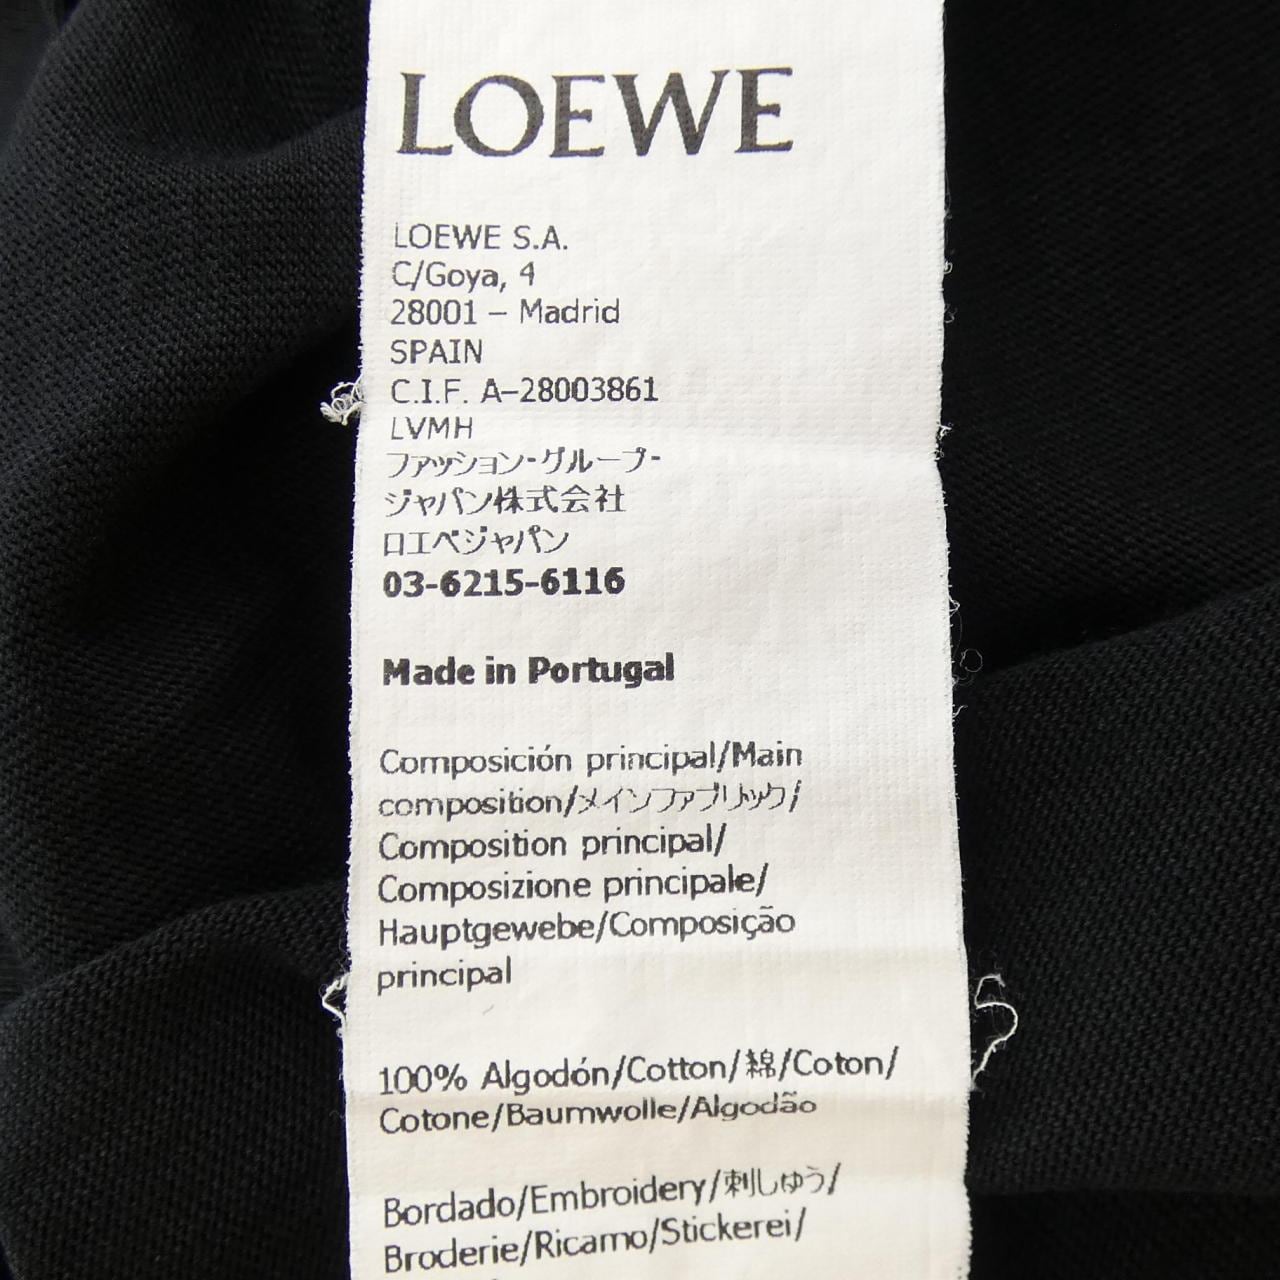 LOEWE
LOEWE S.A.
C/Goya, 4
28001 – Madrid
SPAIN
C.I.F. A–28003861
LVMH
ファッション-グループ-
ジャパン株式会社
ロエベジャパン
03-6215-6116
Made in Portugal
Composición principal/Main
composition/メインファブリック/
Composition principal/
Composizione principale/
Hauptgewebe/Composição
principal
100% Algodón/Cotton/綿/Coton/
Cotone/Baumwolle/Algodão
Bordado/Embroidery/刺しゅう/
Broderie/Ricamo/Stickerei/